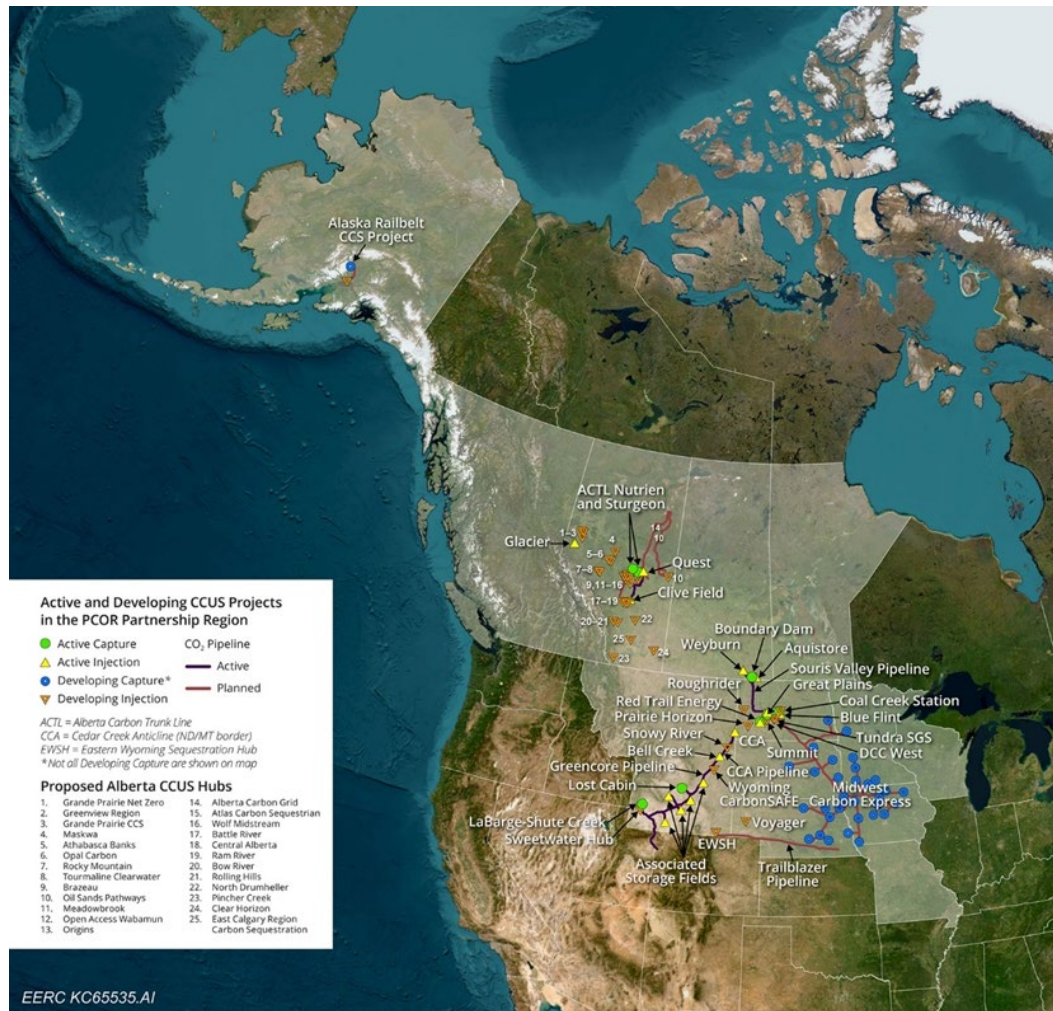 Alaska Railbelt
CCS Project
ACTL Nutrien
and Sturgeon
14
10
1–3
4
Glacier
5–6
Quest
7–8
10
9,11–16
Clive Field
17–19
20–21
22
25
24
23
Boundary Dam
Weyburn
Aquistore
Souris Valley Pipeline
Roughrider
Great Plains
Red Trail Energy
Coal Creek Station
Prairie Horizon
Blue Flint
Snowy River
CCA
Tundra SGS
Bell Creek
Summit
DCC West
Greencore Pipeline
CCA Pipeline
Lost Cabin
Wyoming
CarbonSAFE
Midwest
Carbon Express
LaBarge-Shute Creek
Voyager
Sweetwater Hub
EWSH
Associated
Storage Fields
Trailblazer
Pipeline
Active and Developing CCUS Projects
in the PCOR Partnership Region
Active Capture
CO₂ Pipeline
Active Injection
Active
Developing Capture*
Planned
Developing Injection
ACTL = Alberta Carbon Trunk Line
CCA = Cedar Creek Anticline (ND/MT border)
EWSH = Eastern Wyoming Sequestration Hub
*Not all Developing Capture are shown on map
Proposed Alberta CCUS Hubs
1. Grande Prairie Net Zero
2. Greenview Region
3. Grande Prairie CCS
4. Maskwa
5. Athabasca Banks
6. Opal Carbon
7. Rocky Mountain
8. Tourmaline Clearwater
9. Brazeau
10. Oil Sands Pathways
11. Meadowbrook
12. Open Access Wabamun
13. Origins
14. Alberta Carbon Grid
15. Atlas Carbon Sequestrian
16. Wolf Midstream
17. Battle River
18. Central Alberta
19. Ram River
20. Bow River
21. Rolling Hills
22. North Drumheller
23. Pincher Creek
24. Clear Horizon
25. East Calgary Region
Carbon Sequestration
EERC KC65535.AI